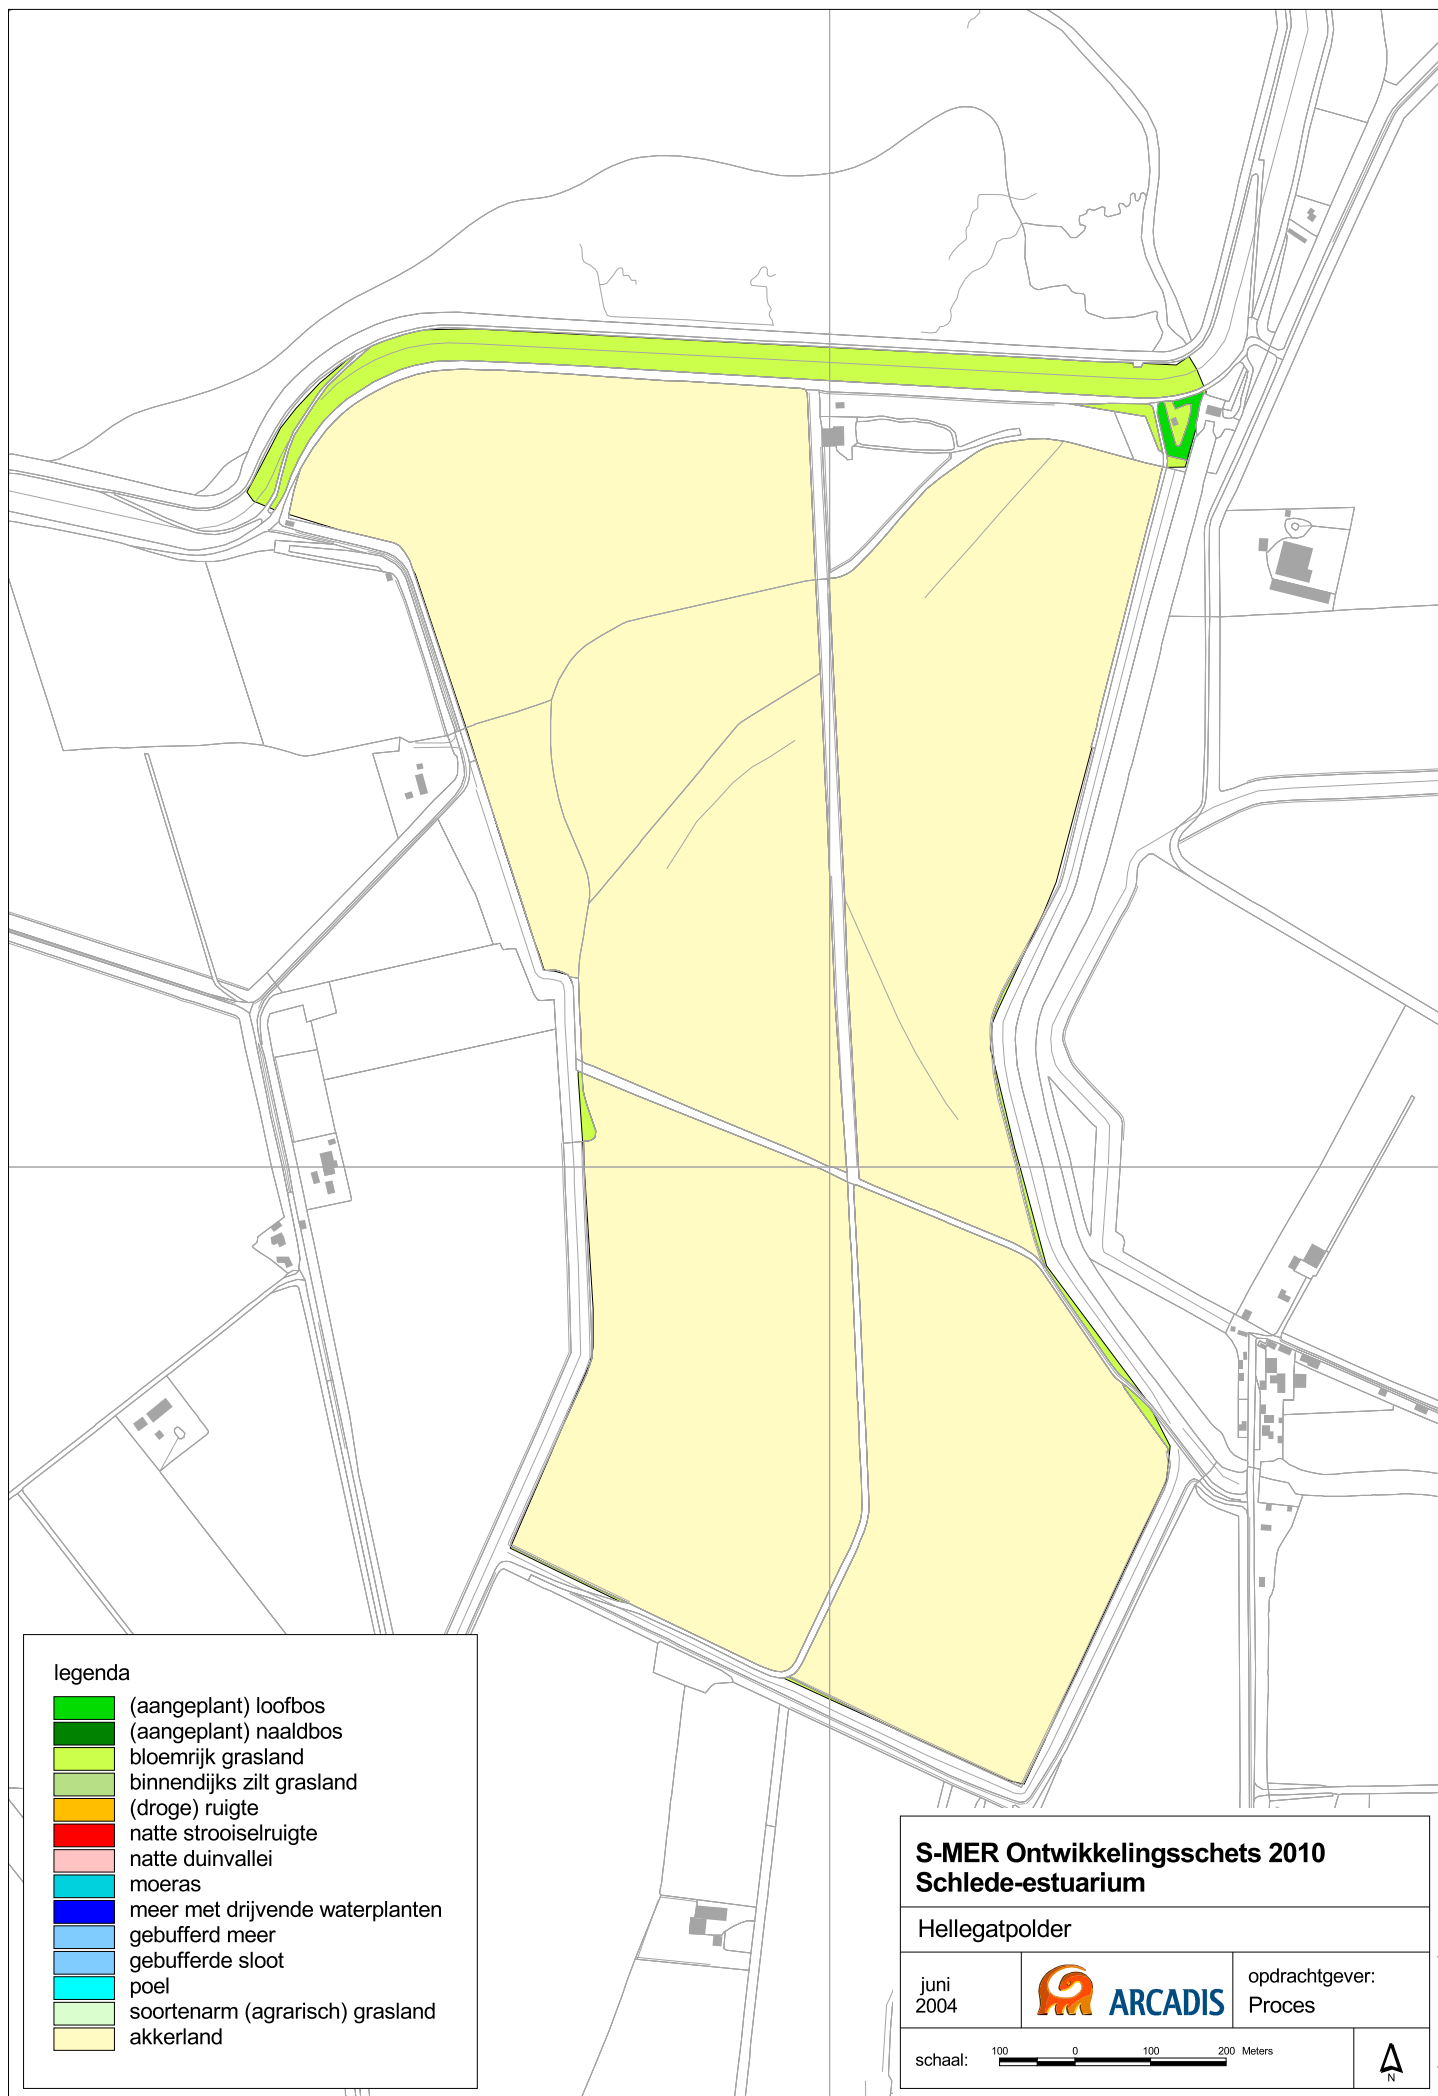 legenda
(aangeplant) loofbos
(aangeplant) naaldbos
bloemrijk grasland
binnendijks zilt grasland
(droge) ruigte
natte strooiselruigte
natte duinvallei
moeras
meer met drijvende waterplanten
gebufferd meer
gebufferde sloot
poel
soortenarm (agrarisch) grasland
akkerland
S-MER Ontwikkelingsschets 2010
Schlede-estuarium
Hellegatpolder
juni
2004
ARCADIS
opdrachtgever:
Proces
schaal:
100 0 100 200 Meters
N